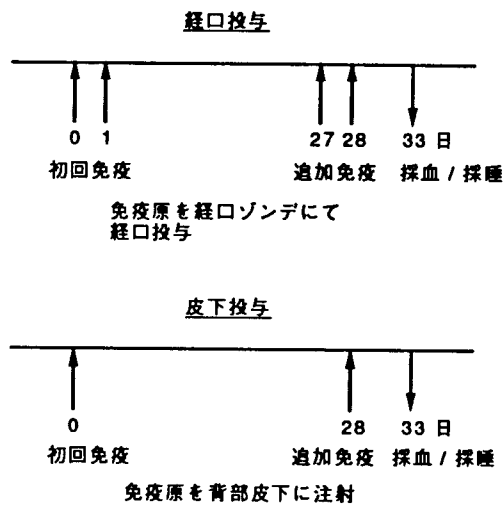 経口投与
0 1 27 28 33 日
初回免疫 追加免疫 採血 / 採唾
免疫原を経口ゾンデにて
経口投与
皮下投与
0 28 33 日
初回免疫 追加免疫 採血 / 採唾
免疫原を背部皮下に注射